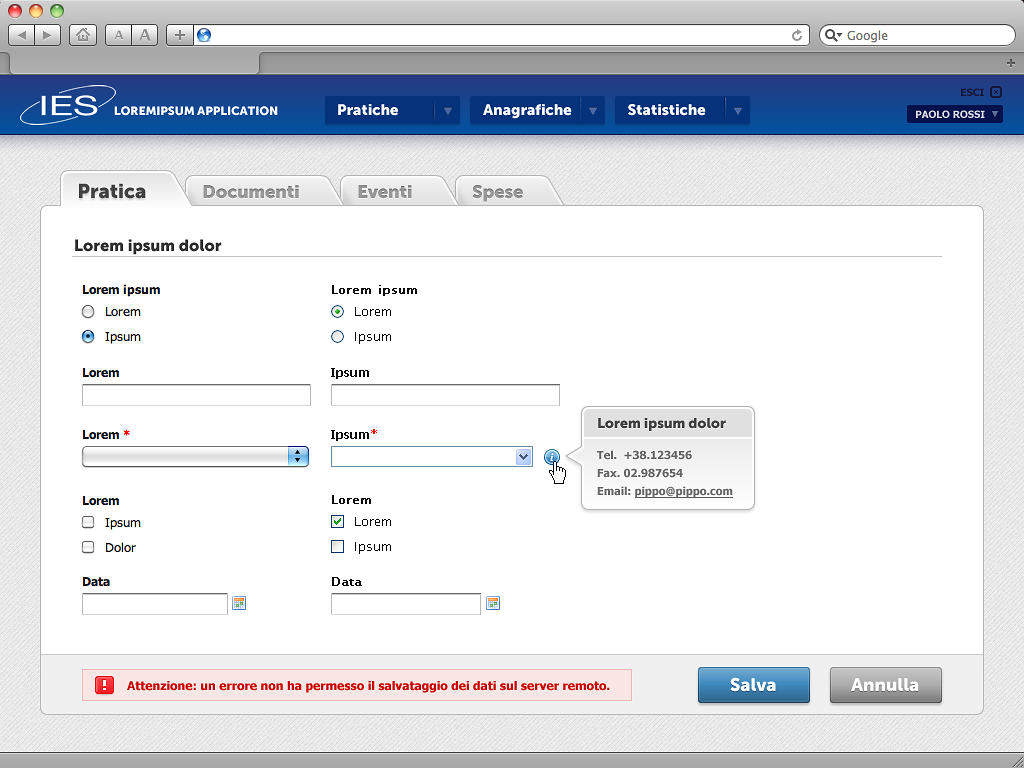 A A
Google
IES LOREMIPSUM APPLICATION
Pratiche Anagrafiche Statistiche
ESCI
PAOLO ROSSI
Pratica Documenti Eventi Spese
Lorem ipsum dolor
Lorem ipsum Lorem ipsum
Lorem Lorem
Ipsum Ipsum
Lorem Ipsum
Lorem * Ipsum*
Lorem ipsum dolor
Tel. +38.123456
Fax. 02.987654
Email: pippo@pippo.com
Lorem Lorem
Ipsum Lorem
Dolor Ipsum
Data Data
! Attenzione: un errore non ha permesso il salvataggio dei dati sul server remoto.
Salva Annulla